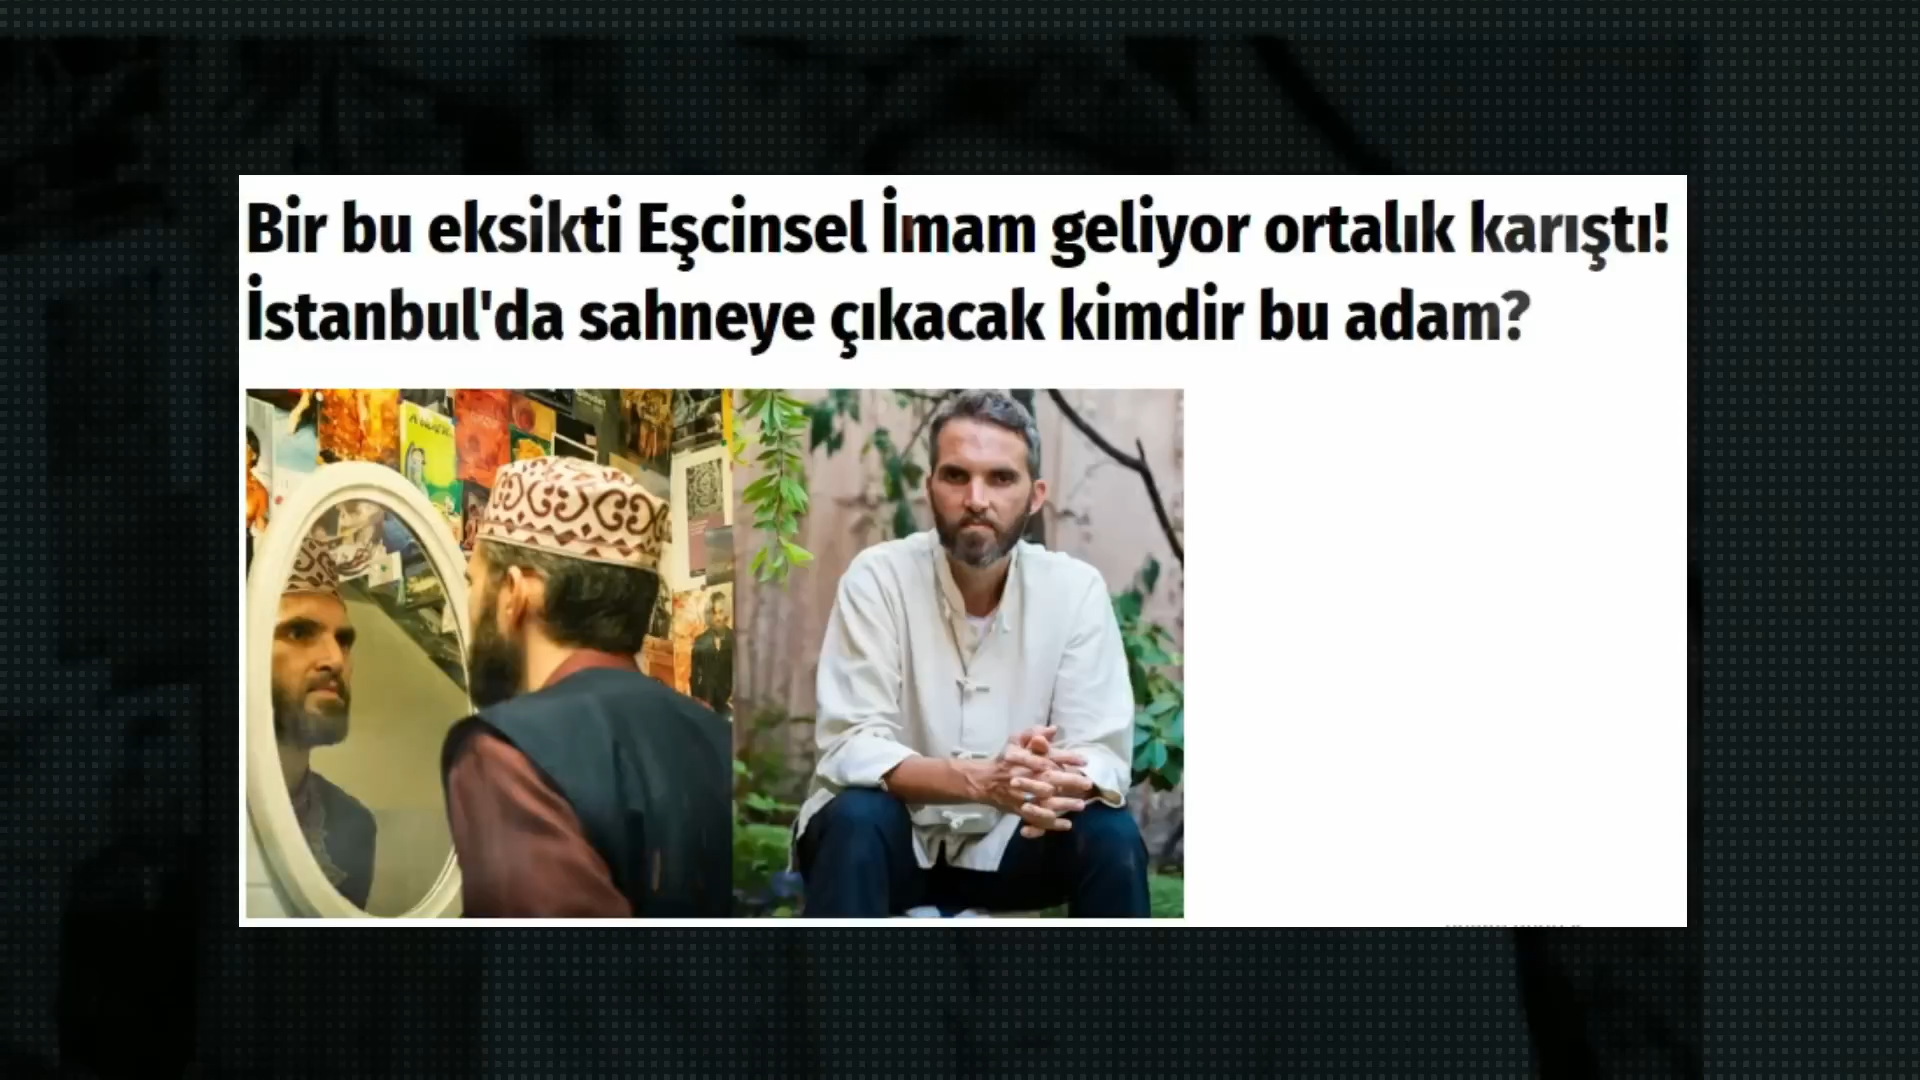 Bir bu eksikti Eşcinsel İmam geliyor ortalık karıştı!
İstanbul'da sahneye çıkacak kimdir bu adam?